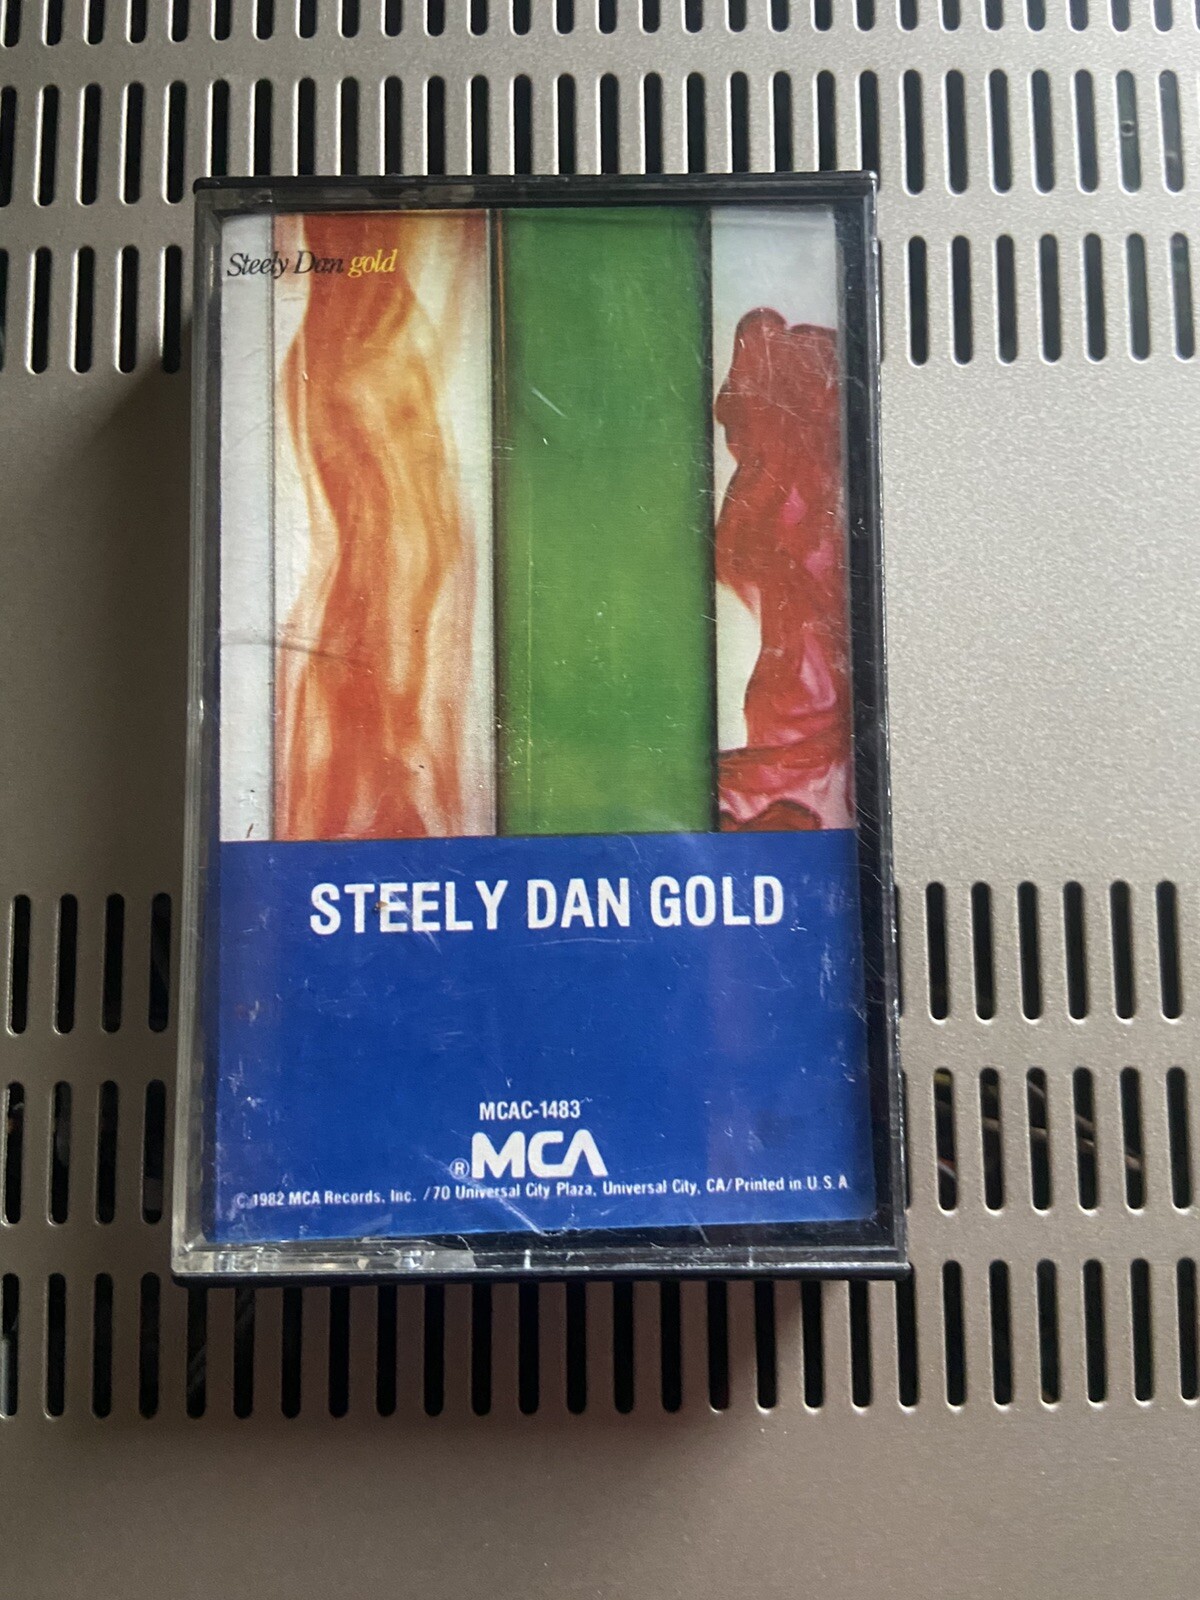 Steely Dan gold
STEELY DAN GOLD
MCAC-1483
®MCA
© 1982 MCA Records, Inc. / 70 Universal City Plaza, Universal City, CA/Printed in U.S.A.